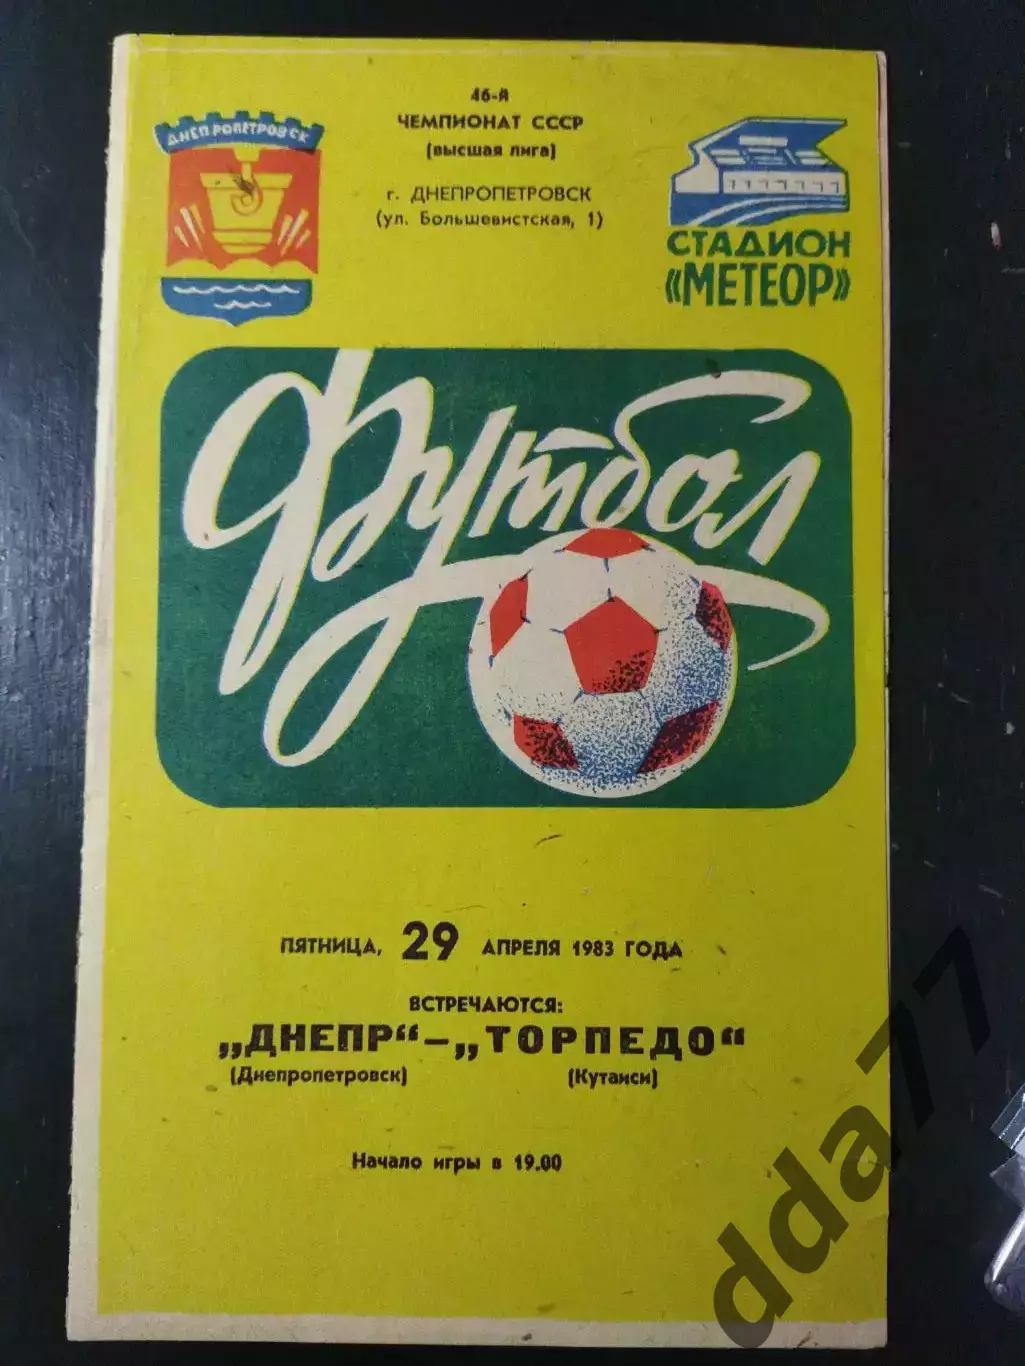 46-й
ЧЕМПИОНАТ СССР
(высшая лига)
г. ДНЕПРОПЕТРОВСК
(ул. Большевистская, 1)
ДНЕПРОПЕТРОВСК
СТАДИОН
«МЕТЕОР»
Футбол
ПЯТНИЦА, 29 АПРЕЛЯ 1983 ГОДА
ВСТРЕЧАЮТСЯ:
„ДНЕПР“–„ТОРПЕДО“
(Днепропетровск) (Кутаиси)
Начало игры в 19.00
dda77